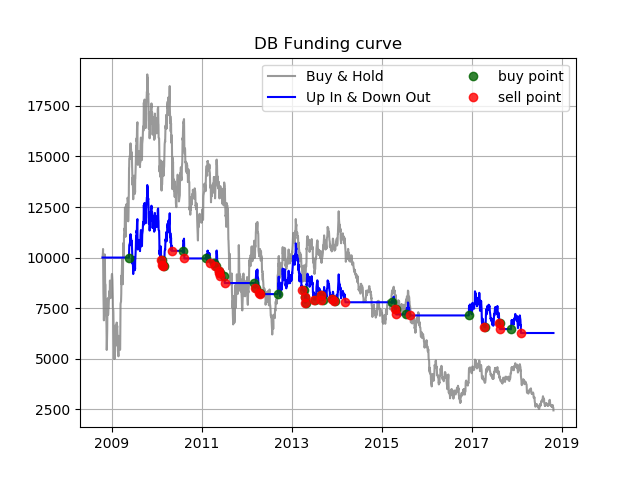 DB Funding curve
Buy & Hold
Up In & Down Out
buy point
sell point
17500
15000
12500
10000
7500
5000
2500
2009 2011 2013 2015 2017 2019